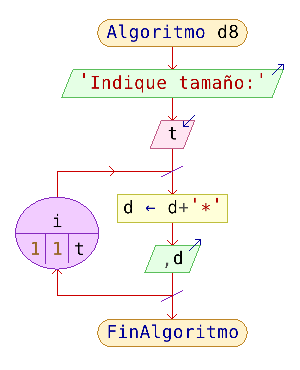 Algoritmo d8
'Indique tamaño:'
t
i
1 1 t
d ← d+'*'
,d
FinAlgoritmo